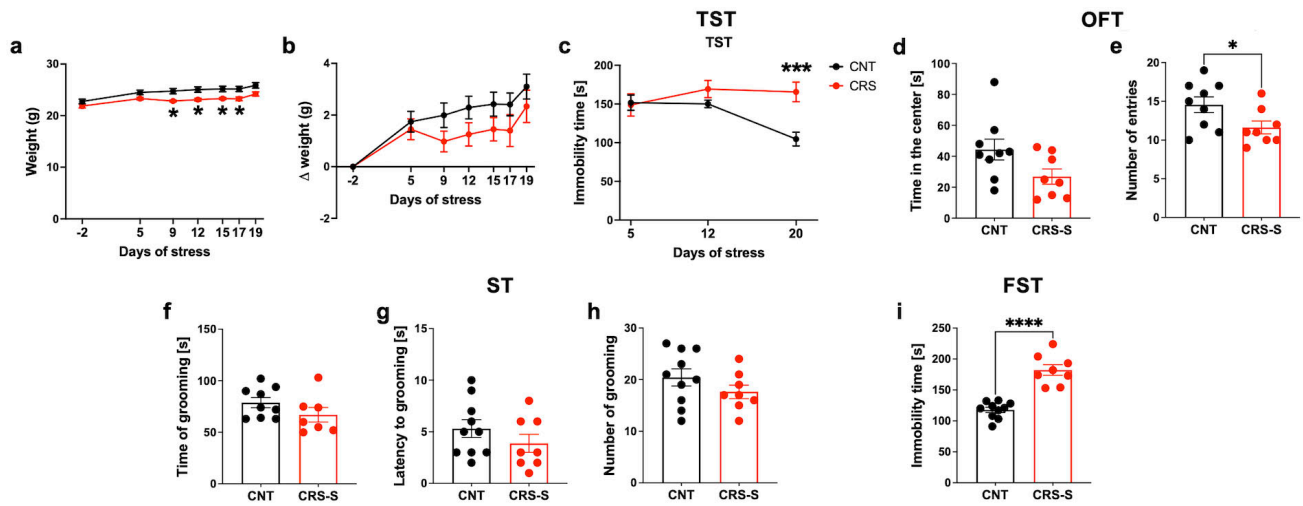 TST
OFT
a
b
c
TST
d
e
Weight (g)
30
20
10
0
-2
5
9
12
15
17
19
* * * *
Days of stress
Δ weight (g)
4
2
0
-2
-2
5
9
12
15
17
19
Days of stress
Immobility time [s]
200
150
100
50
0
5
12
20
***
Days of stress
CNT
CRS
Time in the center [s]
100
80
60
40
20
0
CNT
CRS-S
Number of entries
20
15
10
5
0
*
CNT
CRS-S
ST
FST
f
g
h
i
Time of grooming [s]
150
100
50
0
CNT
CRS-S
Latency to grooming [s]
15
10
5
0
CNT
CRS-S
Number of grooming
30
20
10
0
CNT
CRS-S
Immobility time [s]
250
200
150
100
50
0
****
CNT
CRS-S